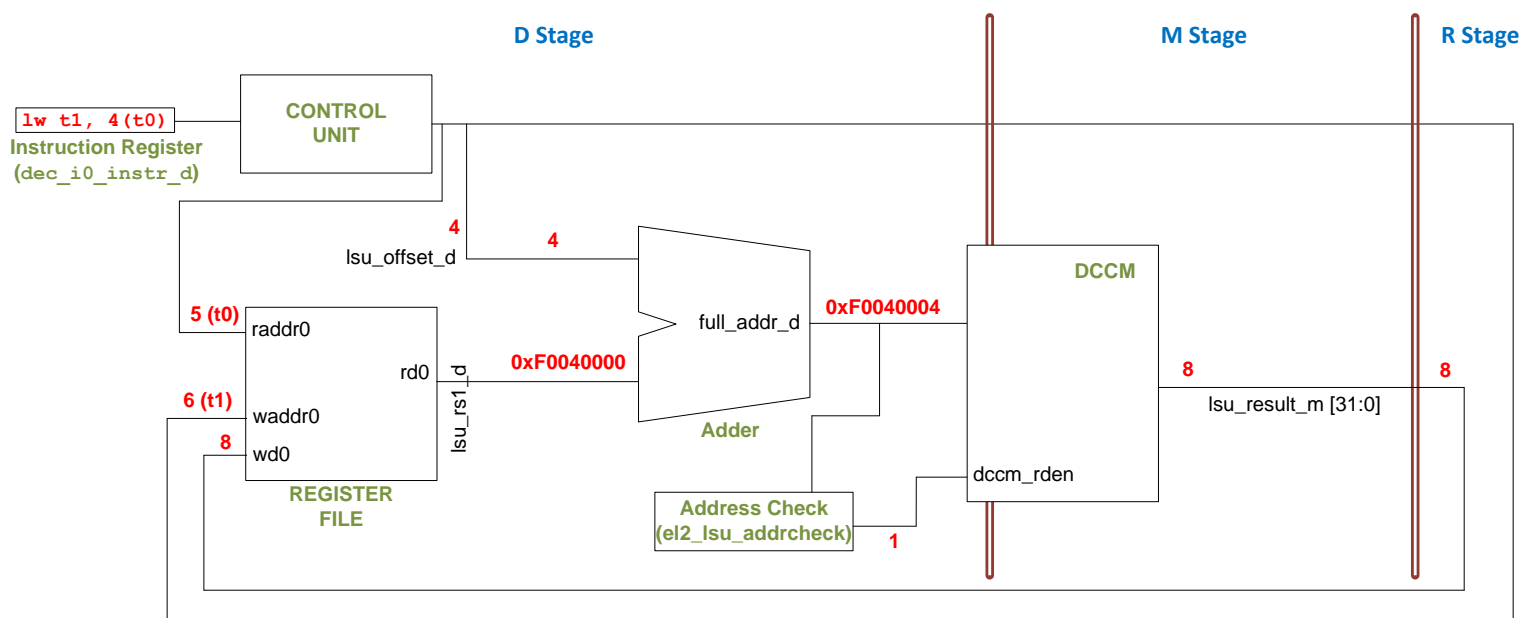 D Stage
M Stage
R Stage
lw t1, 4(t0)
Instruction Register
(dec_i0_instr_d)
CONTROL
UNIT
4
lsu_offset_d
4
5 (t0)
raddr0
rd0
6 (t1)
waddr0
8
wd0
REGISTER
FILE
lsu_rs1_d
0xF0040000
full_addr_d
Adder
0xF0040004
Address Check
(el2_lsu_addrcheck)
1
DCCM
dccm_rden
8
lsu_result_m [31:0]
8